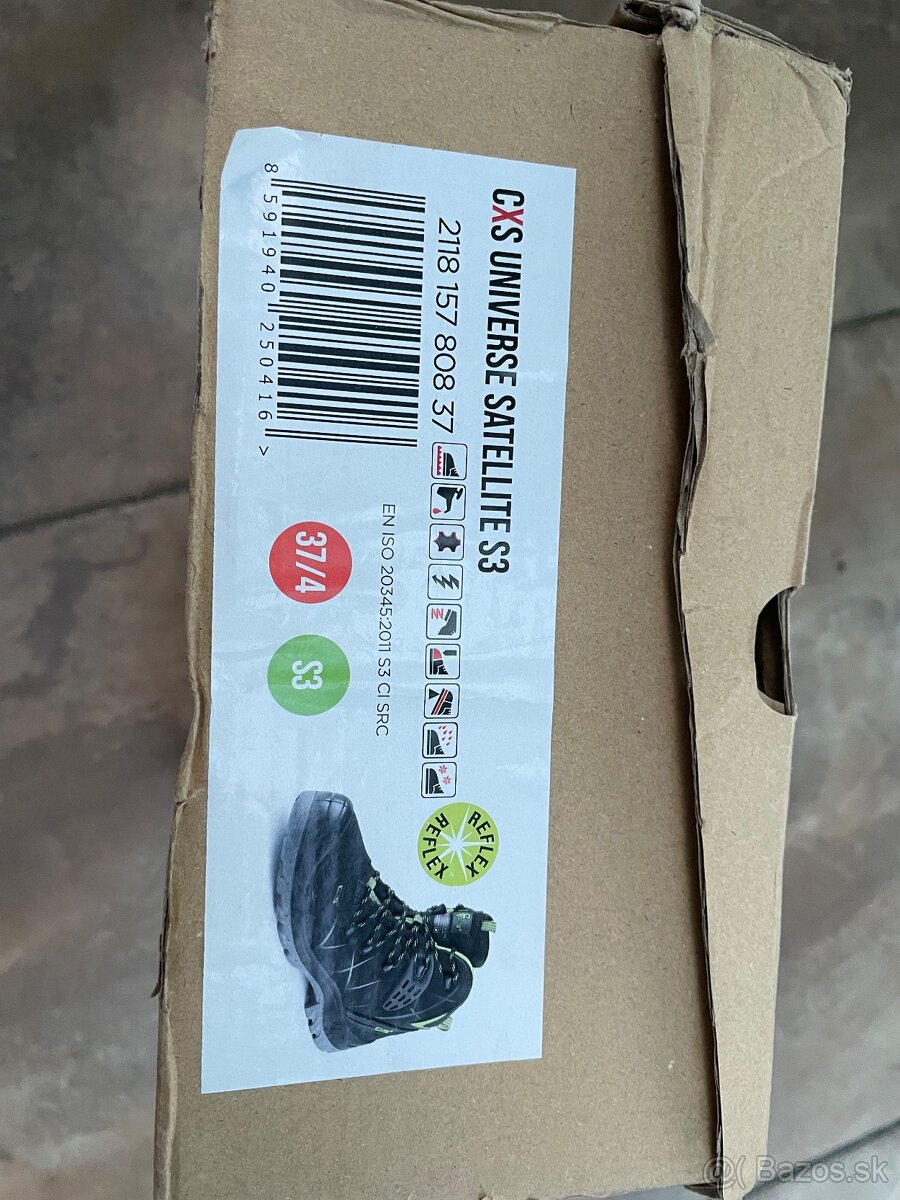 CXS UNIVERSE SATELLITE S3
2118 157 808 37
8 591940 250416 >
EN ISO 20345:2011 S3 CI SRC
37/4
S3
REFLEX
REFLEX
@( Bazos.sk